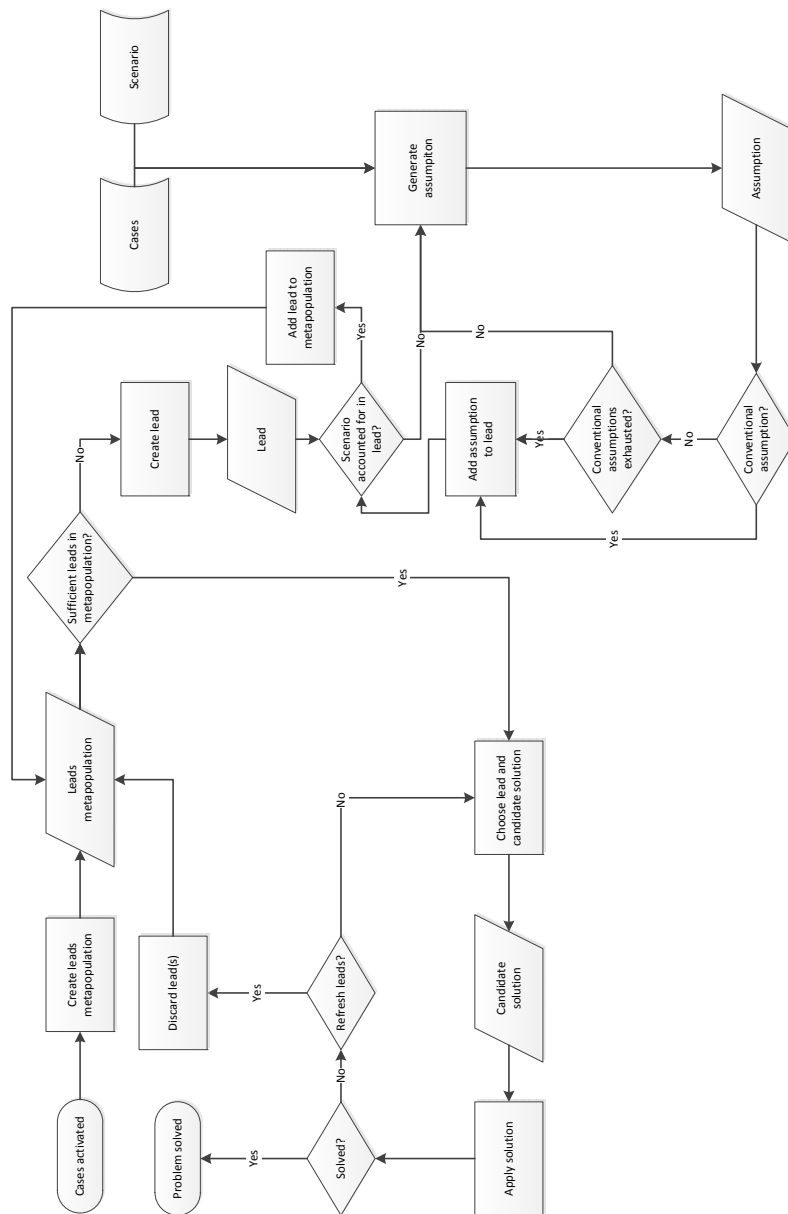 Cases activated
Create leads
metapopulation
Leads
metapopulation
Sufficient leads in
metapopulation?
No
Create lead
Lead
Scenario
accounted for in
lead?
Yes
Add lead to
metapopulation
No
Cases
Scenario
Generate
assumpiton
Assumption
Conventional
assumption?
No
Yes
Conventional
assumptions
exhausted?
No
Yes
Add assumption
to lead
Yes
Choose lead and
candidate solution
Candidate
solution
Apply solution
Solved?
Yes
Problem solved
No
Refresh leads?
Yes
Discard lead(s)
No